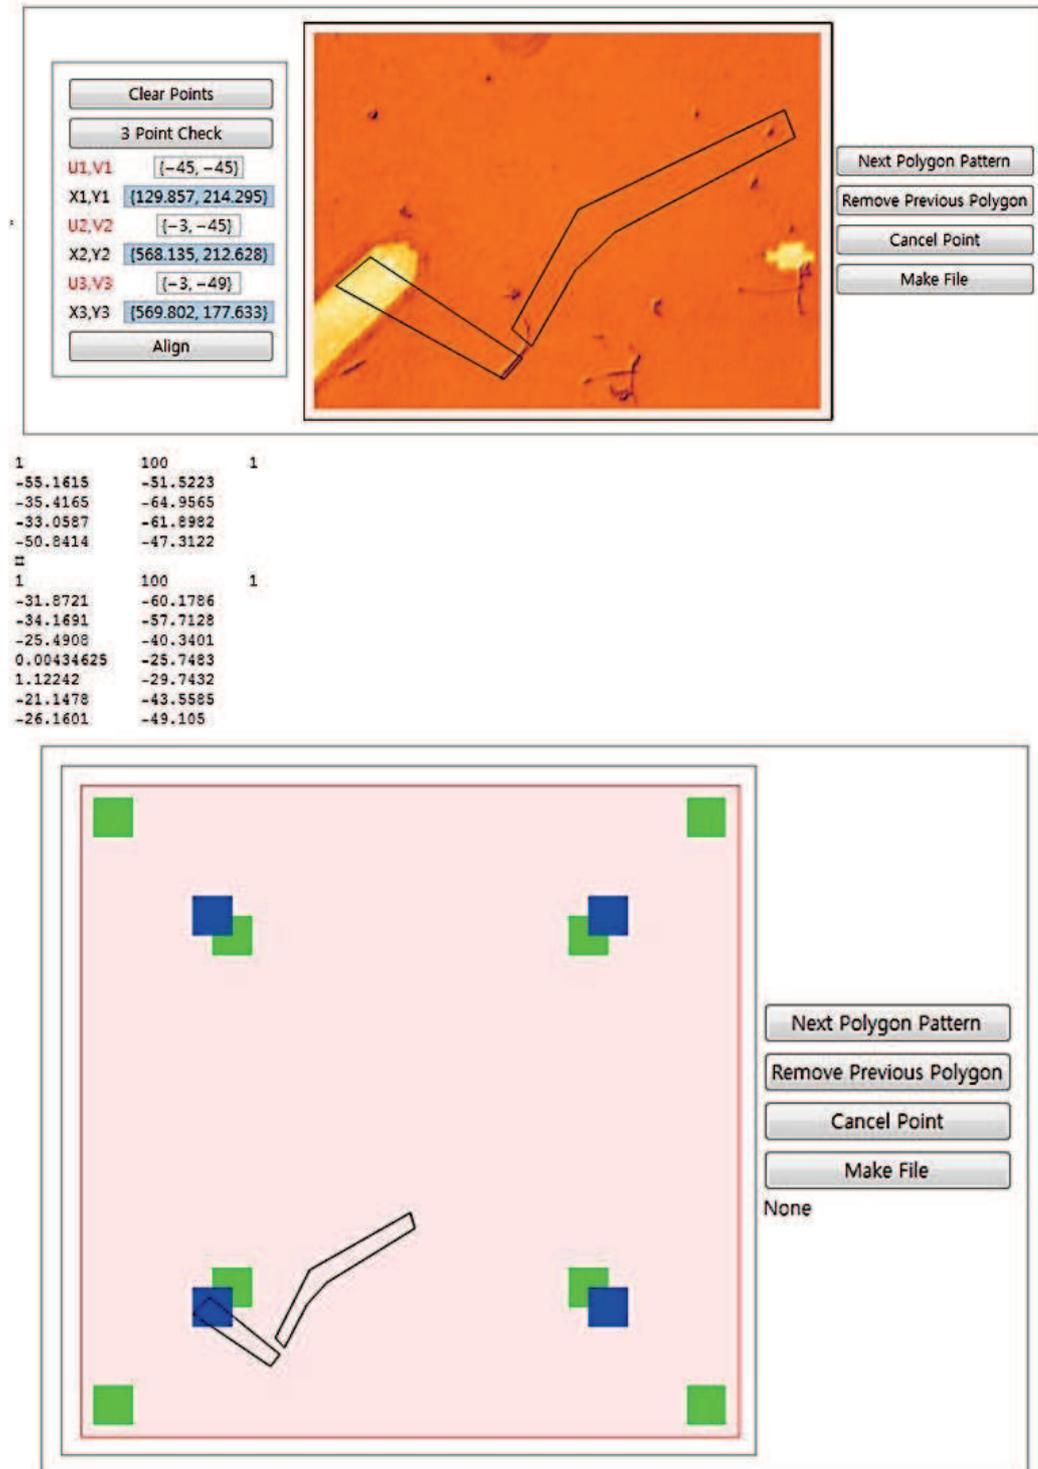 Clear Points
3 Point Check
U1,V1 {−45, −45}
X1,Y1 {129.857, 214.295}
U2,V2 {−3, −45}
X2,Y2 {568.135, 212.628}
U3,V3 {−3, −49}
X3,Y3 {569.802, 177.633}
Align
Next Polygon Pattern
Remove Previous Polygon
Cancel Point
Make File
1 100 1
-55.1615 -51.5223
-35.4165 -64.9565
-33.0587 -61.8982
-50.8414 -47.3122
#
1 100 1
-31.8721 -60.1786
-34.1691 -57.7128
-25.4908 -40.3401
0.00434625 -25.7483
1.12242 -29.7432
-21.1478 -43.5585
-26.1601 -49.105
Next Polygon Pattern
Remove Previous Polygon
Cancel Point
Make File
None